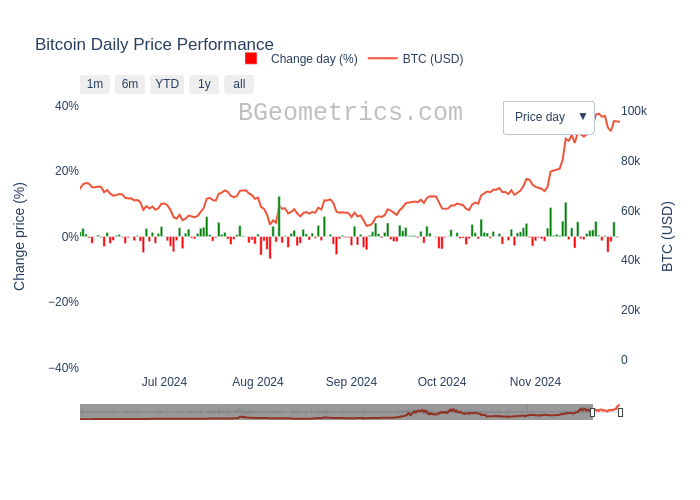 Bitcoin Daily Price Performance
Change day (%)
BTC (USD)
1m
6m
YTD
1y
all
BGeometrics.com
Price day ▼
Change price (%)
40%
20%
0%
−20%
−40%
100k
80k
60k
40k
20k
0
BTC (USD)
Jul 2024
Aug 2024
Sep 2024
Oct 2024
Nov 2024